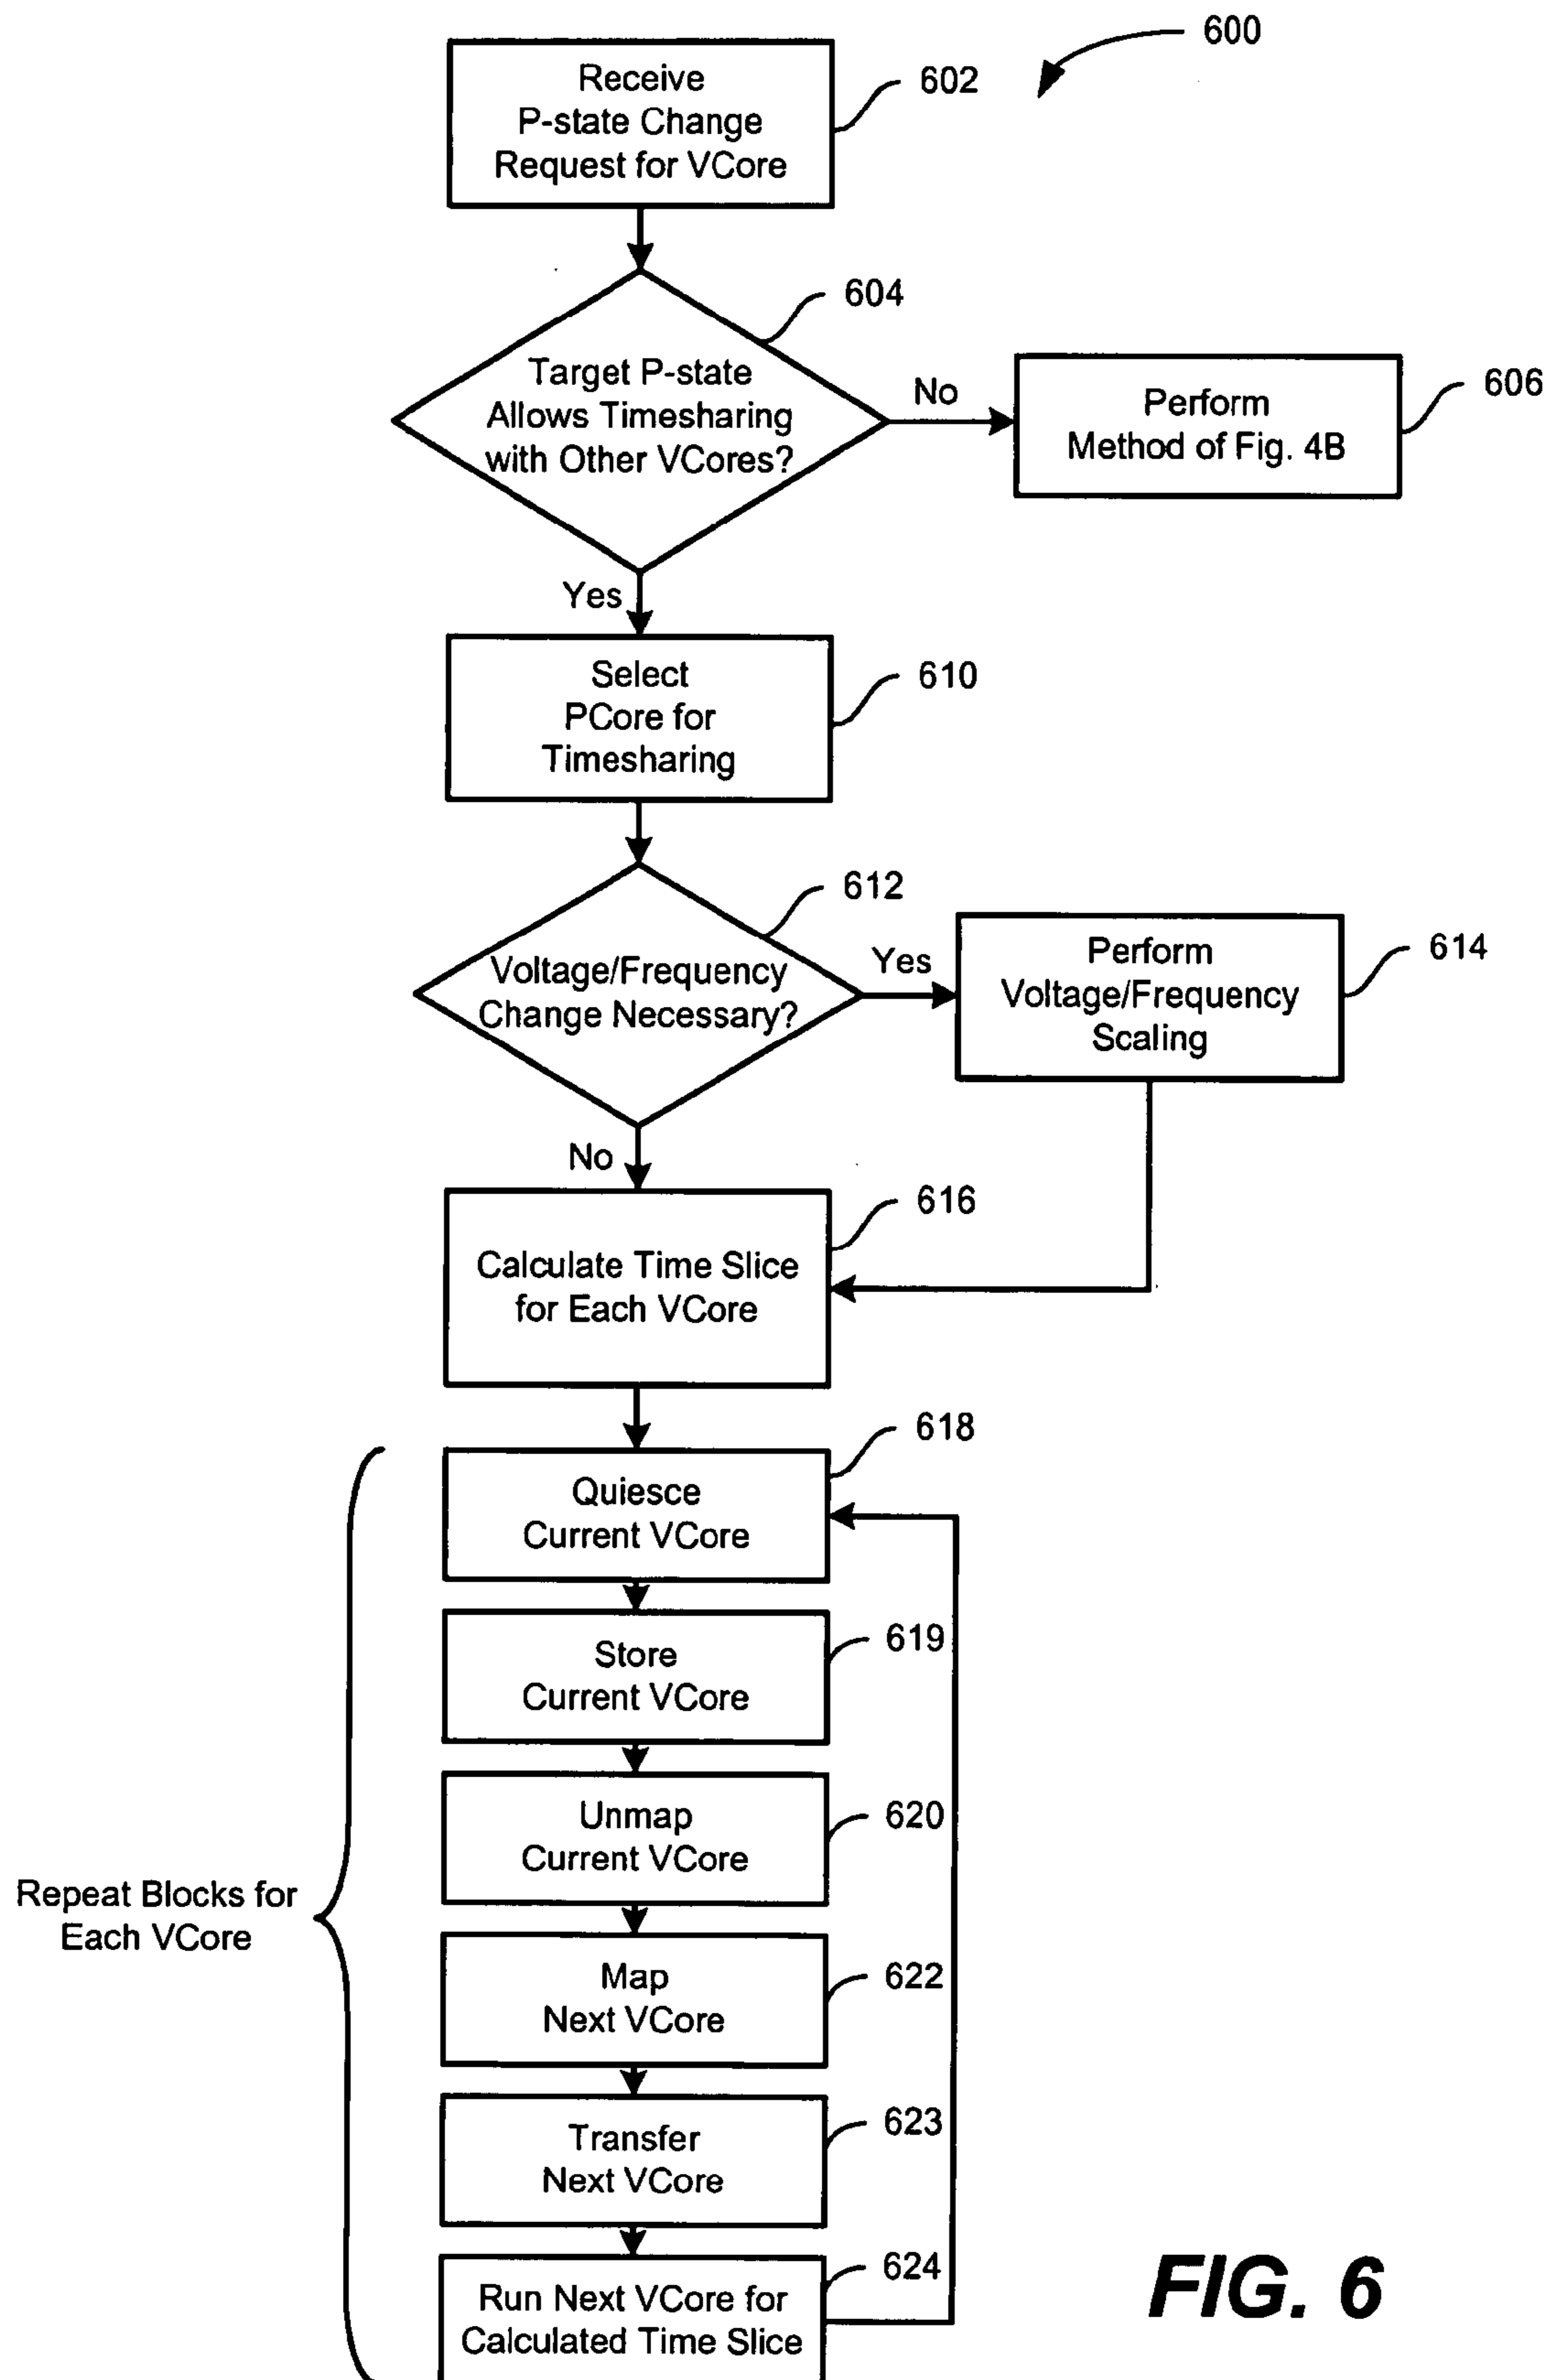 600
Receive
P-state Change
Request for VCore
602
604
Target P-state
Allows Timesharing
with Other VCores?
No
Perform
Method of Fig. 4B
606
Yes
Select
PCore for
Timesharing
610
612
Voltage/Frequency
Change Necessary?
Yes
Perform
Voltage/Frequency
Scaling
614
No
616
Calculate Time Slice
for Each VCore
618
Quiesce
Current VCore
619
Store
Current VCore
620
Unmap
Current VCore
Repeat Blocks for
Each VCore
622
Map
Next VCore
623
Transfer
Next VCore
624
Run Next VCore for
Calculated Time Slice
FIG. 6